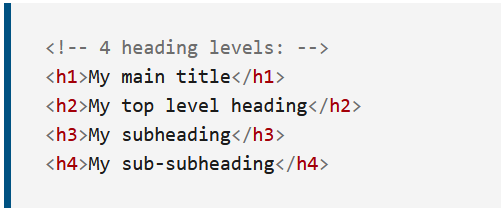 <!-- 4 heading levels: -->
<h1>My main title</h1>
<h2>My top level heading</h2>
<h3>My subheading</h3>
<h4>My sub-subheading</h4>